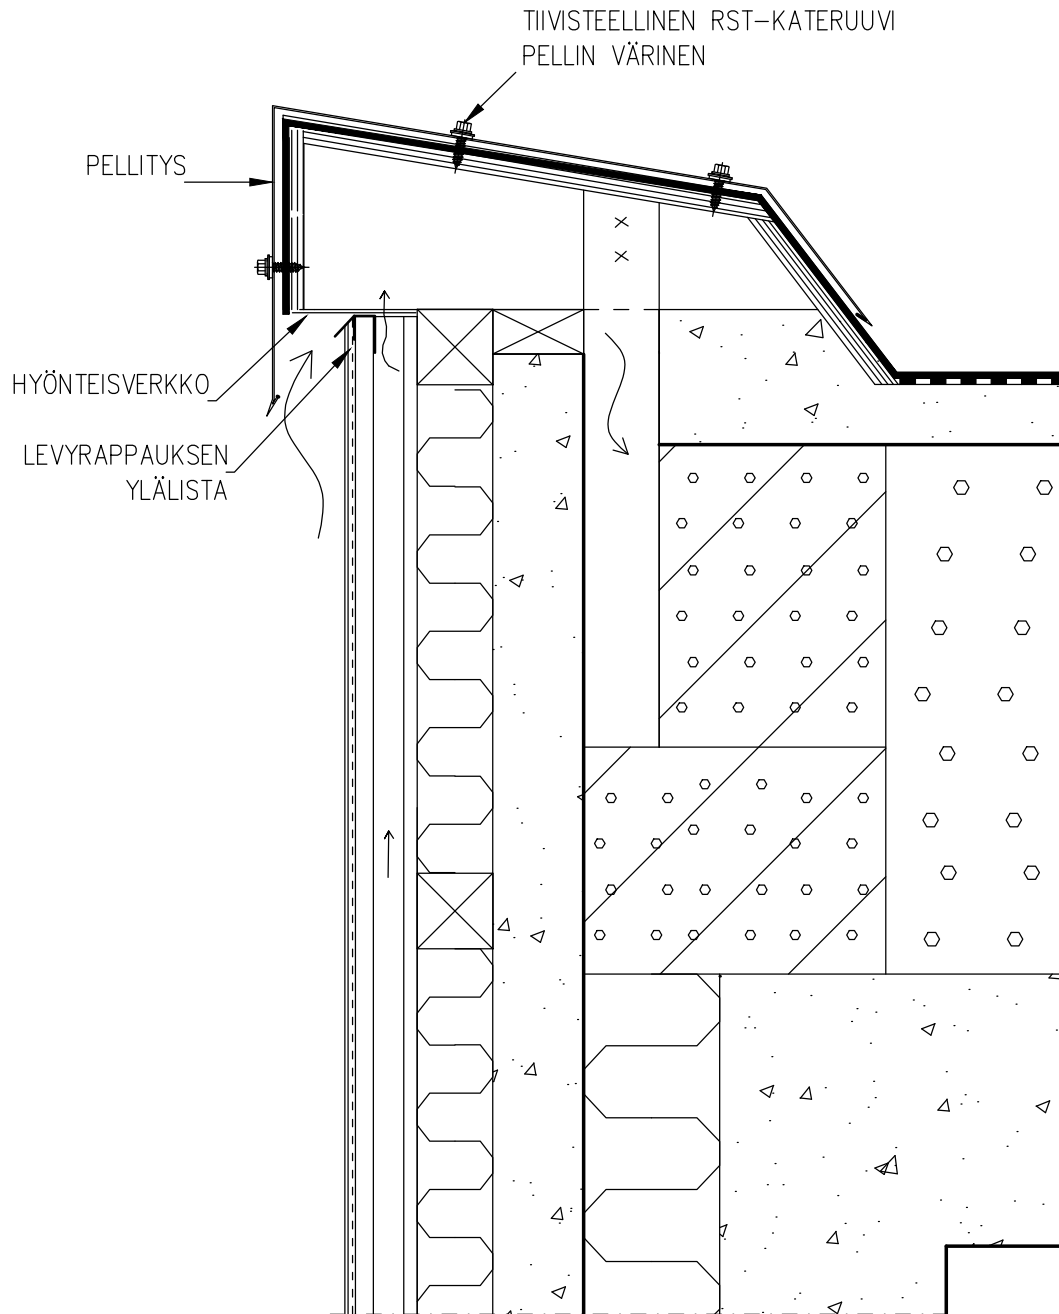 TIIVISTEELLINEN RST-KATERUUVI
PELLIN VÄRINEN
PELLITYS
HYÖNTEISVERKKO
LEVYRAPPAUKSEN
YLÄLISTA